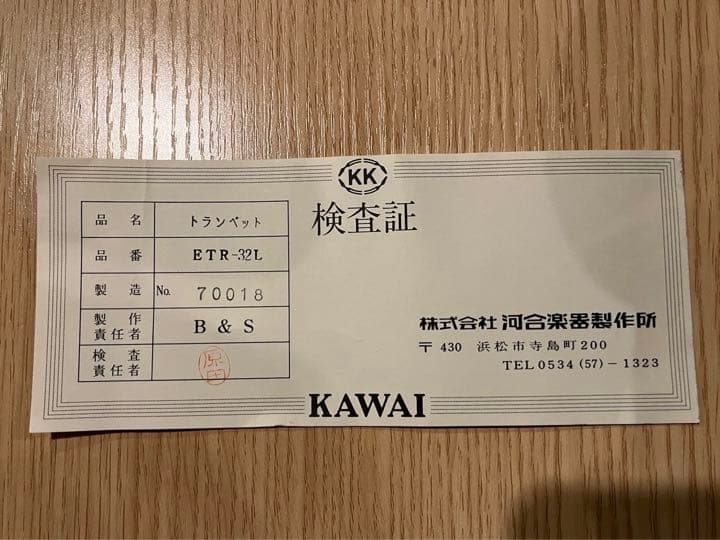 KK
検査証
品名 トランペット
品番 ETR-32L
製造 No. 70018
製作責任者 B & S
検査責任者 原田
株式会社 河合楽器製作所
〒 430 浜松市寺島町200
TEL 0534 (57)-1323
KAWAI